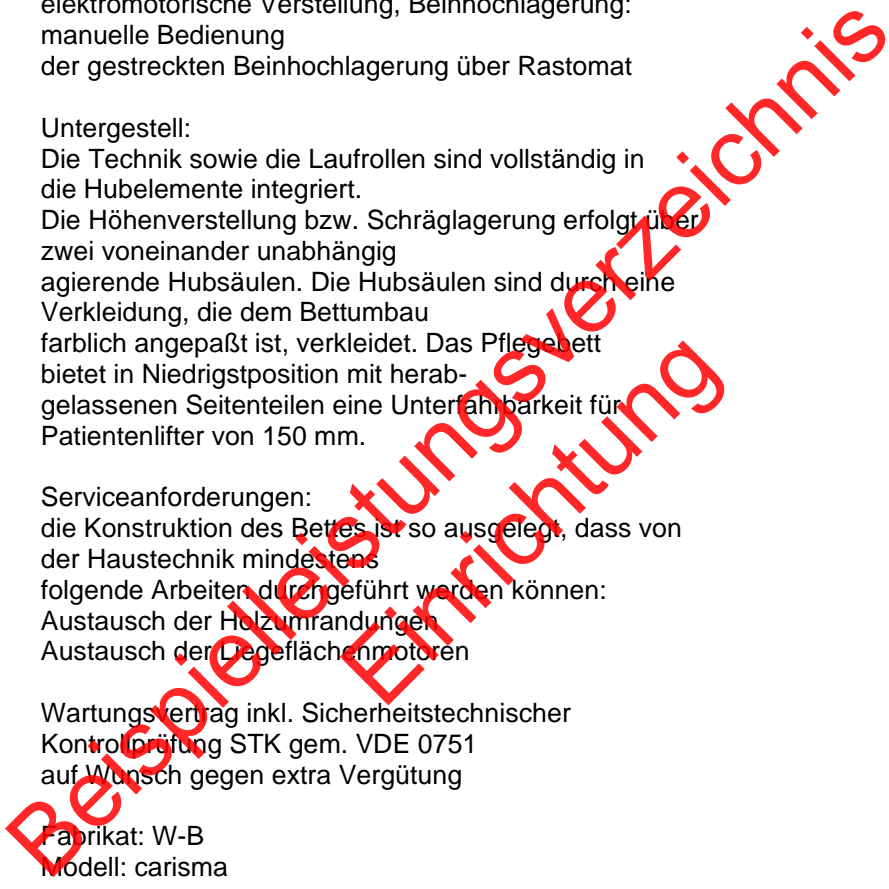 elektromotorische Verstellung, Beinhochlagerung:
manuelle Bedienung
der gestreckten Beinhochlagerung über Rastomat
Untergestell:
Die Technik sowie die Laufrollen sind vollständig in
die Hubelemente integriert.
Die Höhenverstellung bzw. Schräglagerung erfolgt über
zwei voneinander unabhängig
agierende Hubsäulen. Die Hubsäulen sind durch eine
Verkleidung, die dem Bettumbau
farblich angepaßt ist, verkleidet. Das Pflegebett
bietet in Niedrigstposition mit herab-
gelassenen Seitenteilen eine Unterfahrbarkeit für
Patientenlifter von 150 mm.
Serviceanforderungen:
die Konstruktion des Bettes ist so ausgelegt, dass von
der Haustechnik mindestens
folgende Arbeiten durchgeführt werden können:
Austausch der Holzumrandungen
Austausch der Liegeflächenmotoren
Wartungsvertrag inkl. Sicherheitstechnischer
Kontrollprüfung STK gem. VDE 0751
auf Wunsch gegen extra Vergütung
Fabrikat: W-B
Modell: carisma
Beispielleistungsverzeichnis
Einrichtung